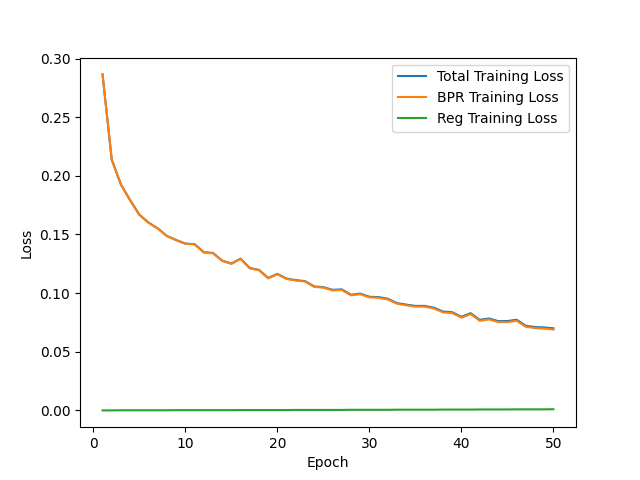 0.30
0.25
0.20
0.15
0.10
0.05
0.00
Loss
Total Training Loss
BPR Training Loss
Reg Training Loss
0 10 20 30 40 50
Epoch